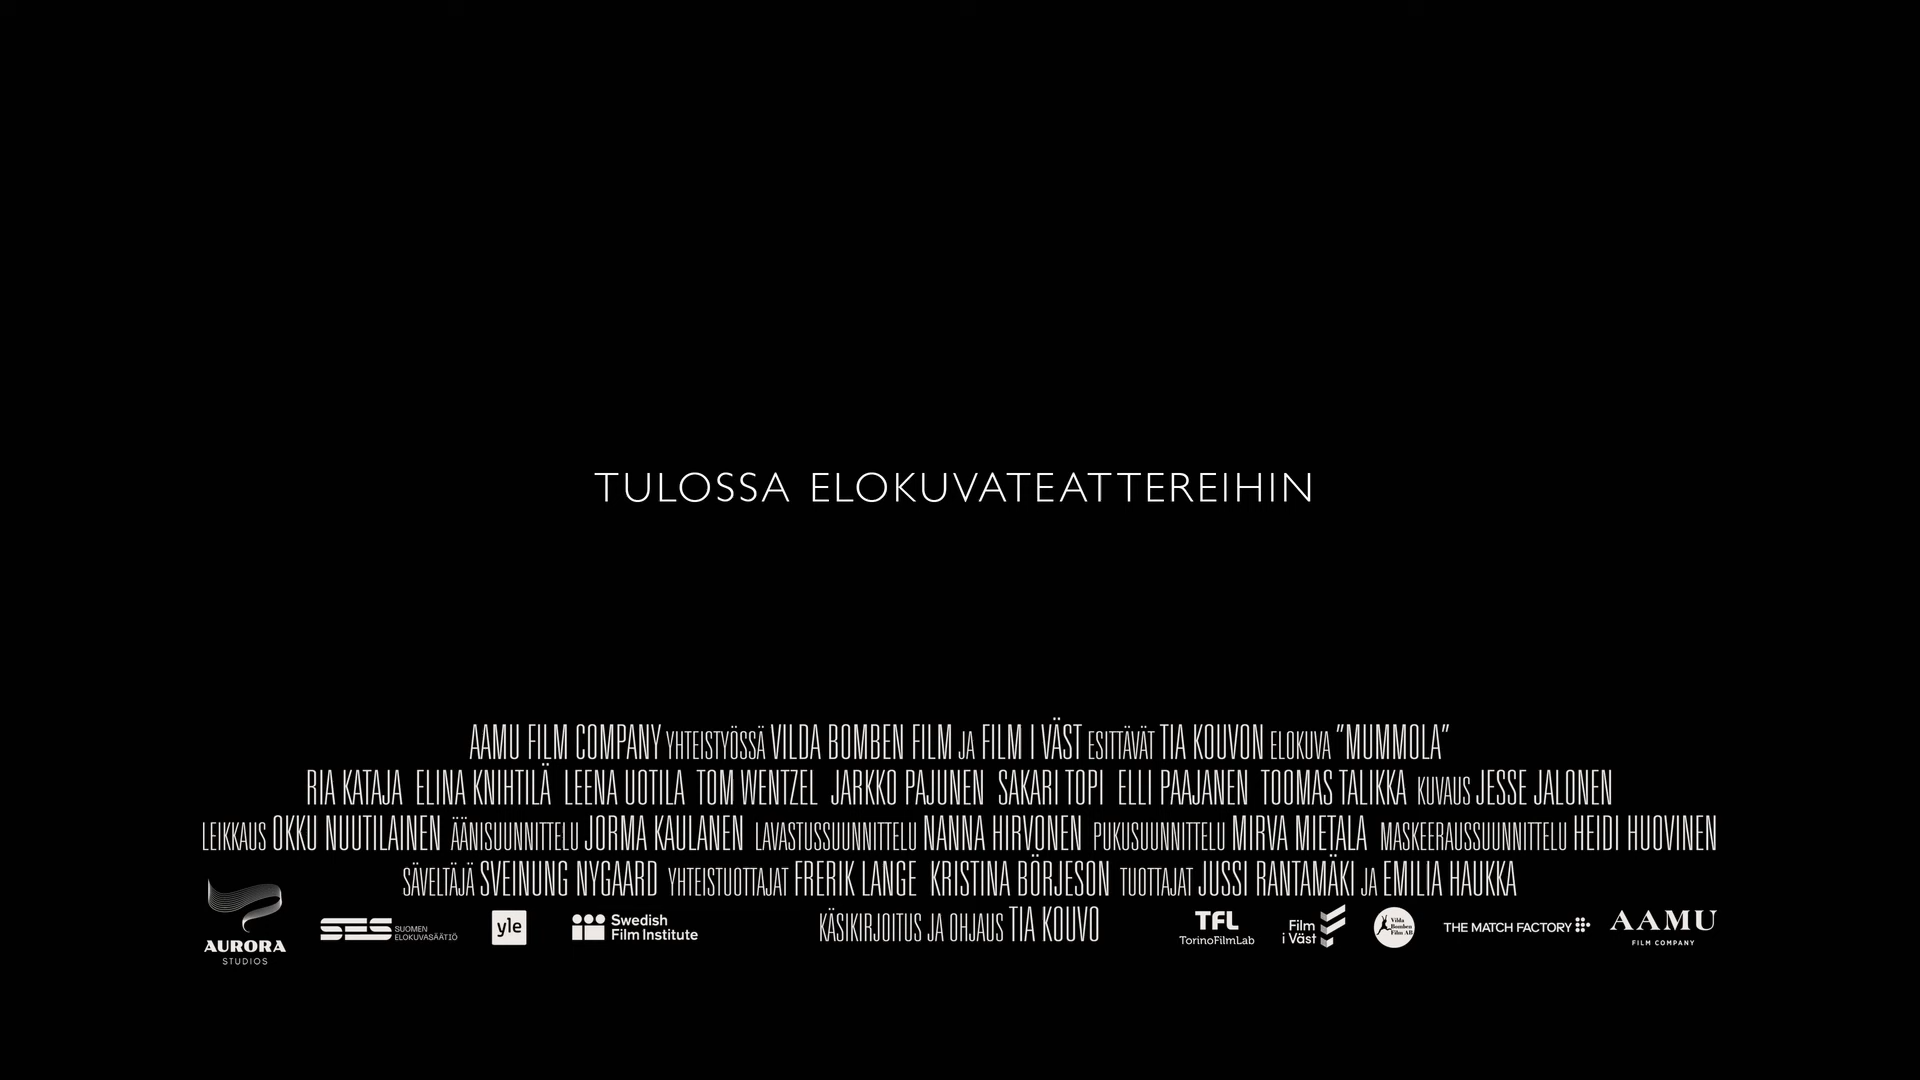 TULOSSA ELOKUVATEATTEREIHIN
AAMU FILM COMPANY YHTEISTYÖSSÄ VILDA BOMBEN FILM JA FILM I VÄST ESITTÄVÄT TIA KOUVON ELOKUVA "MUMMOLA"
RIA KATAJA ELINA KNIHTILÄ LEENA UOTILA TOM WENTZEL JARKKO PAJUNEN SAKARI TOPI ELLI PAAJANEN TOOMAS TALIKKA KUVAUS JESSE JALONEN
LEIKKAUS OKKU NUUTILAINEN ÄÄNISUUNNITTELU JORMA KAULANEN LAVASTUSSUUNNITTELU NANNA HIRVONEN PUKUSUUNNITTELU MIRVA MIETALA MASKEERAUSSUUNNITTELU HEIDI HUOVINEN
SÄVELTÄJÄ SVEINUNG NYGAARD YHTEISTUOTTAJAT FRERIK LANGE KRISTINA BÖRJESON TUOTTAJAT JUSSI RANTAMÄKI JA EMILIA HAUKKA
KÄSIKIRJOITUS JA OHJAUS TIA KOUVO
AURORA
STUDIOS
SES SUOMEN
ELOKUVASÄÄTIÖ
yle
Swedish
Film Institute
TFL
TorinoFilmLab
Film
i Väst
Vilda
Bomben
Film AB
THE MATCH FACTORY
AAMU
FILM COMPANY